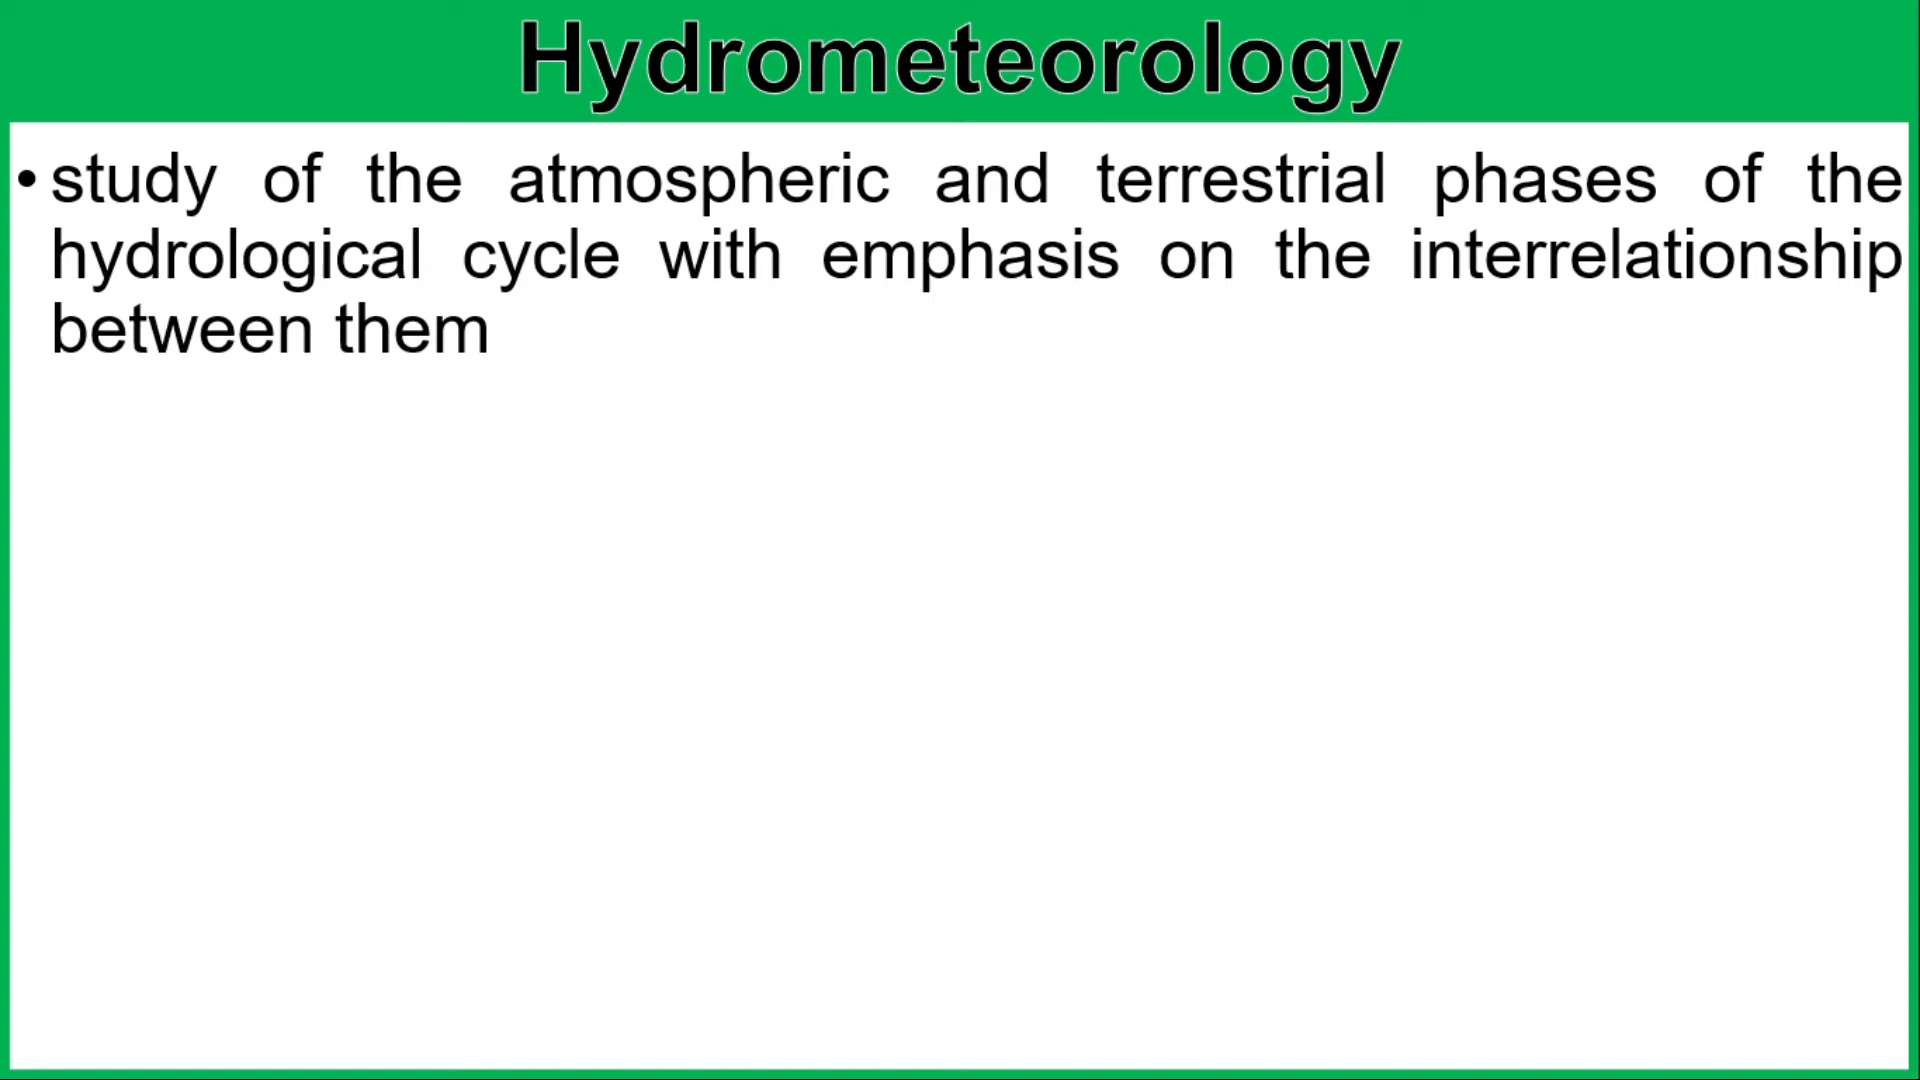 Hydrometeorology
• study of the atmospheric and terrestrial phases of the
hydrological cycle with emphasis on the interrelationship
between them